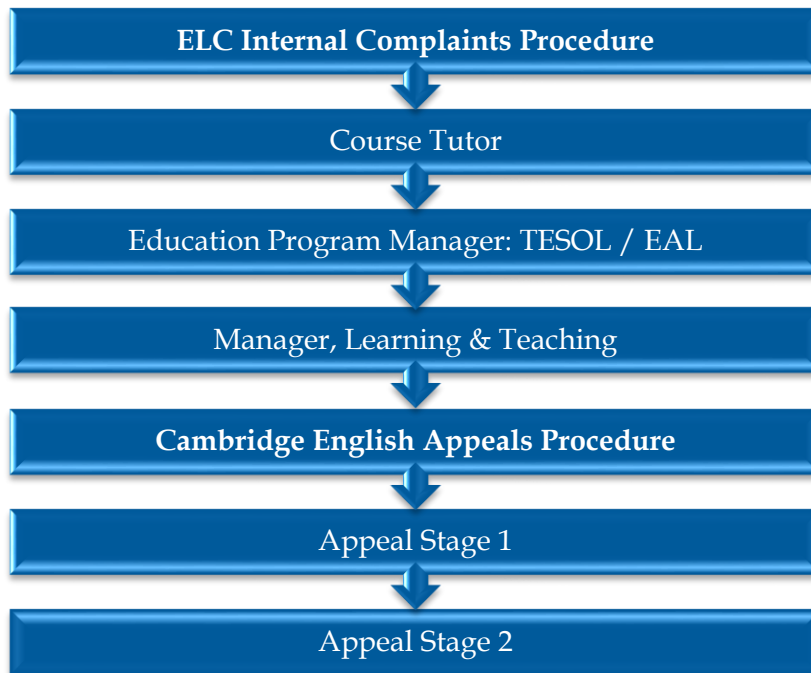 ELC Internal Complaints Procedure
Course Tutor
Education Program Manager: TESOL / EAL
Manager, Learning & Teaching
Cambridge English Appeals Procedure
Appeal Stage 1
Appeal Stage 2